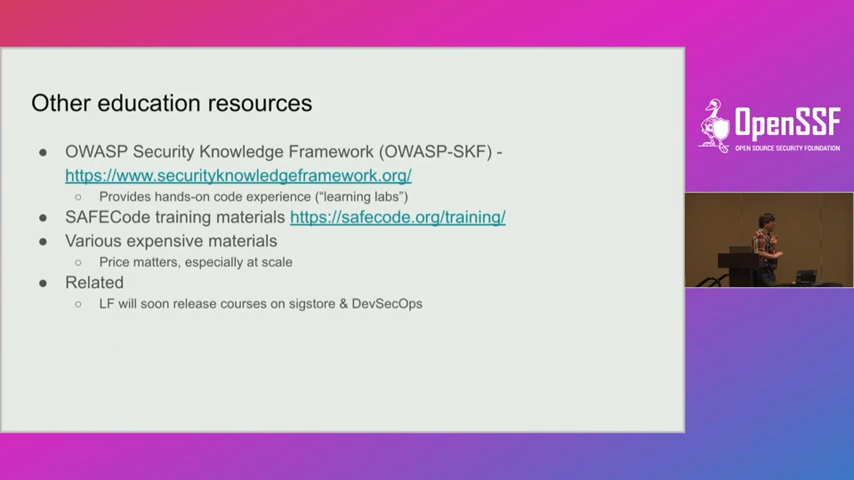 Other education resources
● OWASP Security Knowledge Framework (OWASP-SKF) -
https://www.securityknowledgeframework.org/
○ Provides hands-on code experience (“learning labs”)
● SAFECode training materials https://safecode.org/training/
● Various expensive materials
○ Price matters, especially at scale
● Related
○ LF will soon release courses on sigstore & DevSecOps
OpenSSF
OPEN SOURCE SECURITY FOUNDATION